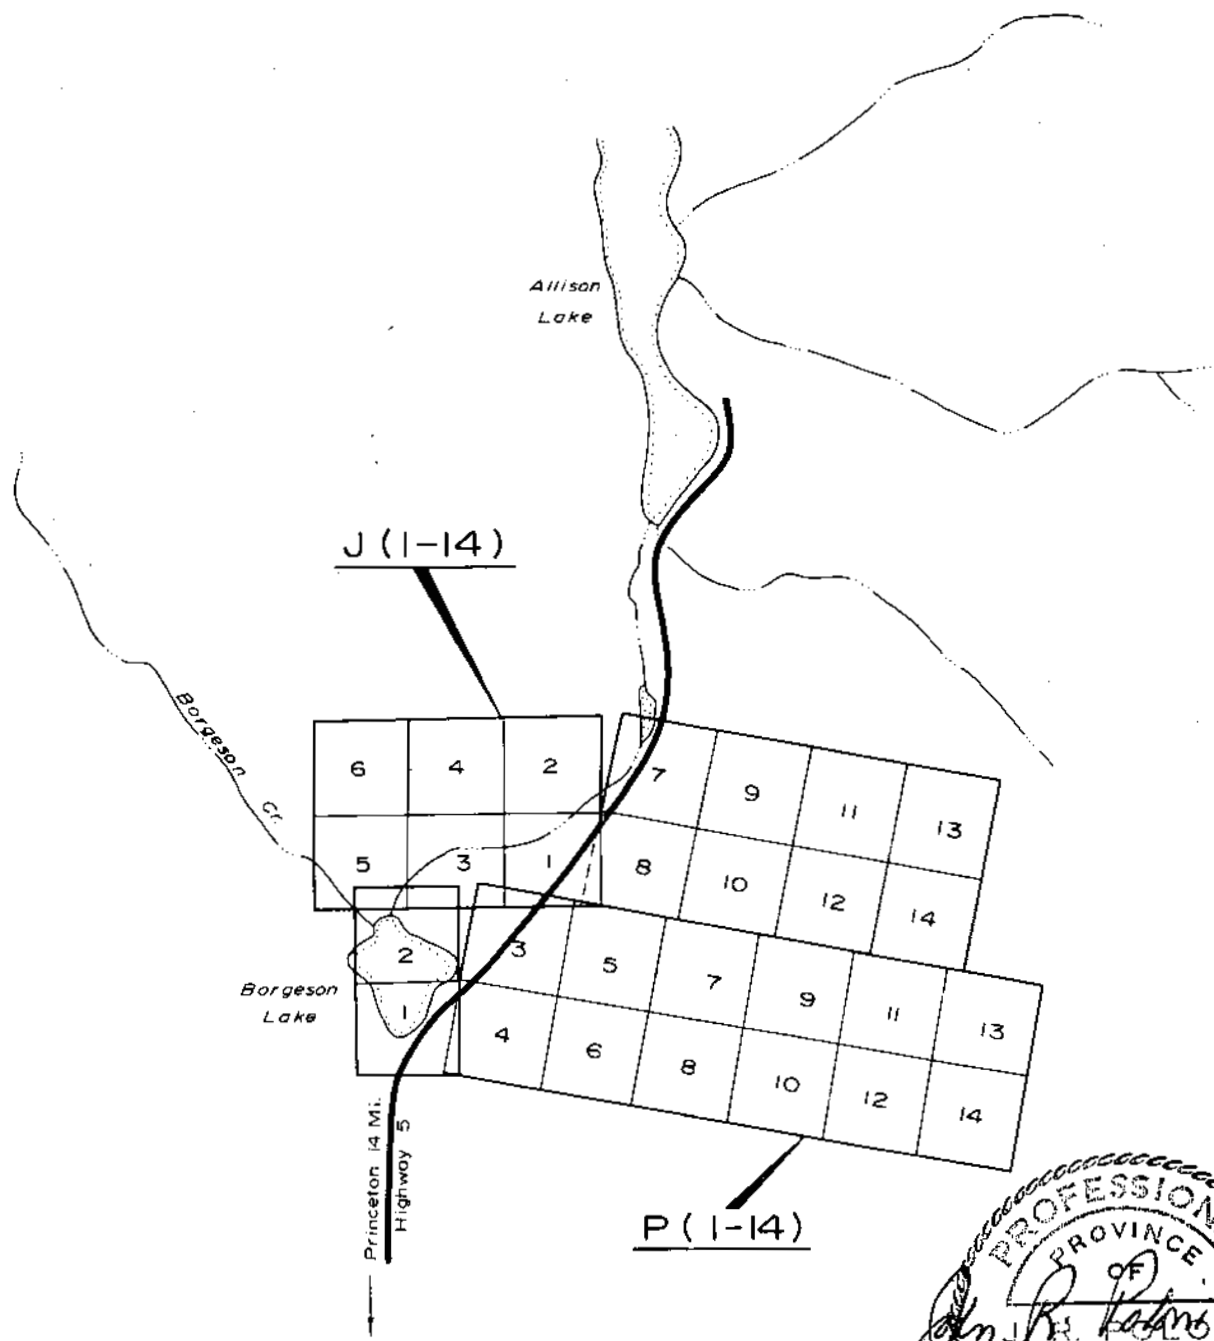 Allison
Lake
J (1-14)
Borgeson
Cr.
6 4 2
5 3 1
7 9 11 13
8 10 12 14
2
1
3 5 7 9 11 13
4 6 8 10 12 14
Borgeson
Lake
Princeton 14 Mi.
Highway 5
P (1-14)
PROFESSION
PROVINCE
OF